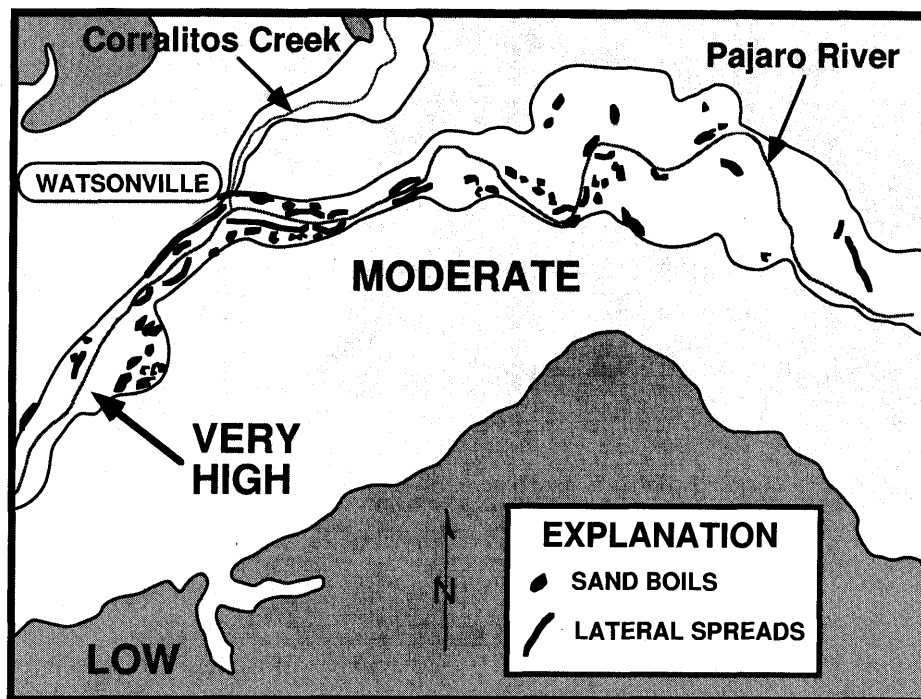 Corralitos Creek
Pajaro River
WATSONVILLE
MODERATE
VERY
HIGH
N
LOW
EXPLANATION
SAND BOILS
LATERAL SPREADS